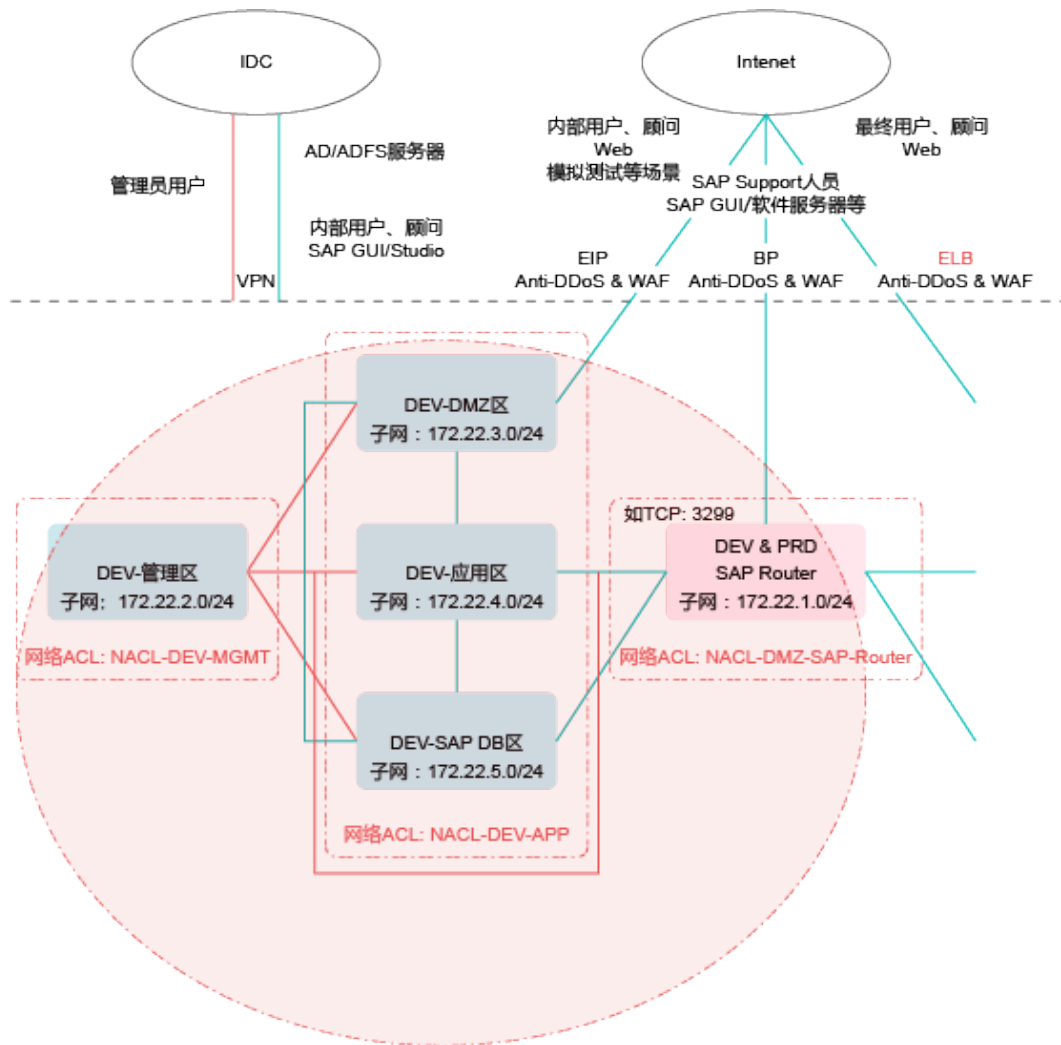 IDC
Intenet
AD/ADFS服务器
管理员用户
内部用户、顾问
SAP GUI/Studio
VPN
内部用户、顾问
Web
模拟测试等场景
最终用户、顾问
Web
SAP Support人员
SAP GUI/软件服务器等
EIP
Anti-DDoS & WAF
BP
Anti-DDoS & WAF
ELB
Anti-DDoS & WAF
DEV-DMZ区
子网：172.22.3.0/24
DEV-管理区
子网：172.22.2.0/24
网络ACL: NACL-DEV-MGMT
DEV-应用区
子网：172.22.4.0/24
如TCP: 3299
DEV & PRD
SAP Router
子网：172.22.1.0/24
网络ACL: NACL-DMZ-SAP-Router
DEV-SAP DB区
子网：172.22.5.0/24
网络ACL: NACL-DEV-APP